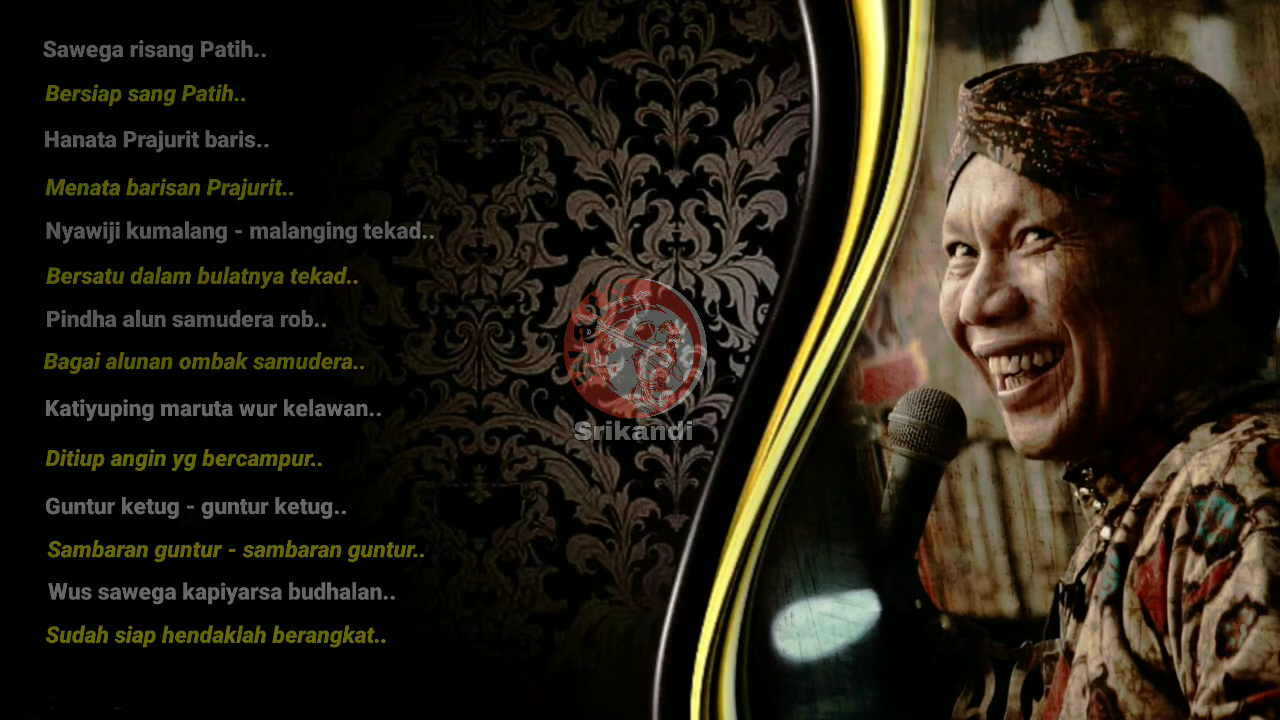 Sawega risang Patih..
Bersiap sang Patih..
Hanata Prajurit baris..
Menata barisan Prajurit..
Nyawiji kumalang - malanging tekad..
Bersatu dalam bulatnya tekad..
Pindha alun samudera rob..
Bagai alunan ombak samudera..
Katiyuping maruta wur kelawan..
Ditiup angin yg bercampur..
Guntur ketug - guntur ketug..
Sambaran guntur - sambaran guntur..
Wus sawega kapiyarsa budhalan..
Sudah siap hendaklah berangkat..
Srikandi